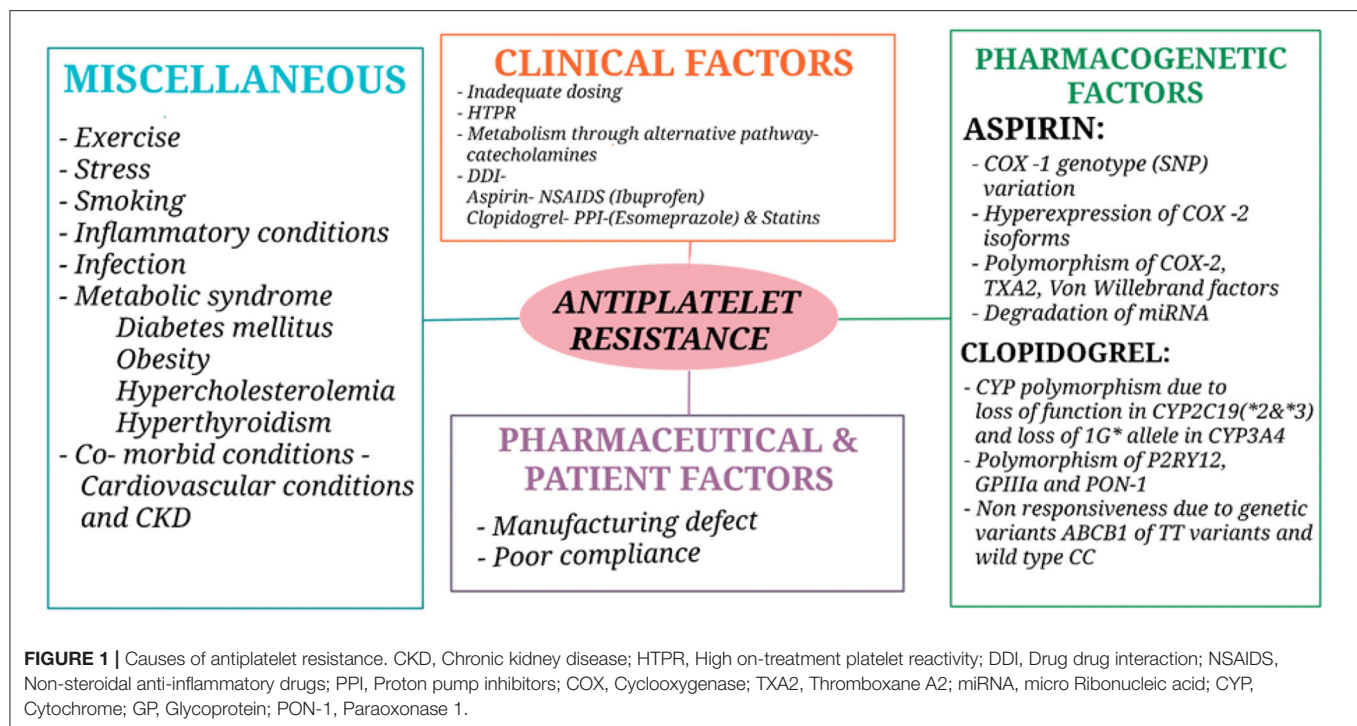 MISCELLANEOUS
- Exercise
- Stress
- Smoking
- Inflammatory conditions
- Infection
- Metabolic syndrome
Diabetes mellitus
Obesity
Hypercholesterolemia
Hyperthyroidism
- Co- morbid conditions -
Cardiovascular conditions
and CKD
CLINICAL FACTORS
- Inadequate dosing
- HTPR
- Metabolism through alternative pathway-
catecholamines
- DDI-
Aspirin- NSAIDS (Ibuprofen)
Clopidogrel- PPI-(Esomeprazole) & Statins
ANTIPLATELET
RESISTANCE
PHARMACEUTICAL &
PATIENT FACTORS
- Manufacturing defect
- Poor compliance
PHARMACOGENETIC
FACTORS
ASPIRIN:
- COX -1 genotype (SNP)
variation
- Hyperexpression of COX -2
isoforms
- Polymorphism of COX-2,
TXA2, Von Willebrand factors
- Degradation of miRNA
CLOPIDOGREL:
- CYP polymorphism due to
loss of function in CYP2C19(*2&*3)
and loss of 1G* allele in CYP3A4
- Polymorphism of P2RY12,
GPIIIa and PON-1
- Non responsiveness due to genetic
variants ABCB1 of TT variants and
wild type CC
FIGURE 1 | Causes of antiplatelet resistance. CKD, Chronic kidney disease; HTPR, High on-treatment platelet reactivity; DDI, Drug drug interaction; NSAIDS,
Non-steroidal anti-inflammatory drugs; PPI, Proton pump inhibitors; COX, Cyclooxygenase; TXA2, Thromboxane A2; miRNA, micro Ribonucleic acid; CYP,
Cytochrome; GP, Glycoprotein; PON-1, Paraoxonase 1.